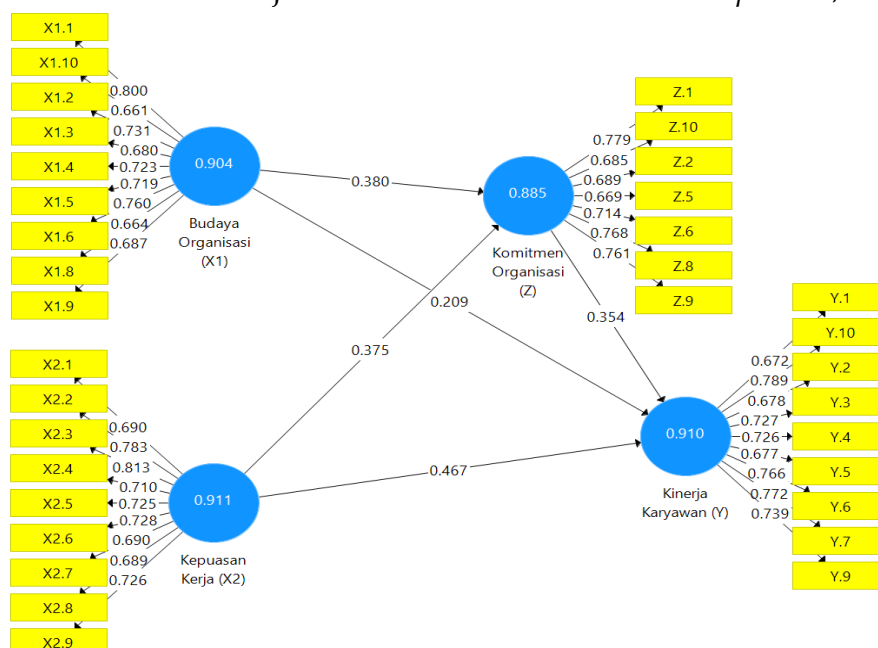 X1.1
X1.10
X1.2
X1.3
X1.4
X1.5
X1.6
X1.8
X1.9
0.800
0.661
0.731
0.680
0.723
0.719
0.760
0.664
0.687
0.904
Budaya
Organisasi
(X1)
0.380
0.209
0.375
0.467
0.354
Z.1
Z.10
Z.2
Z.5
Z.6
Z.8
Z.9
0.779
0.685
0.689
0.669
0.714
0.768
0.761
0.885
Komitmen
Organisasi
(Z)
X2.1
X2.2
X2.3
X2.4
X2.5
X2.6
X2.7
X2.8
X2.9
0.690
0.783
0.813
0.710
0.725
0.728
0.690
0.689
0.726
0.911
Kepuasan
Kerja (X2)
Y.1
Y.10
Y.2
Y.3
Y.4
Y.5
Y.6
Y.7
Y.9
0.672
0.789
0.678
0.727
0.726
0.677
0.766
0.772
0.739
0.910
Kinerja
Karyawan (Y)